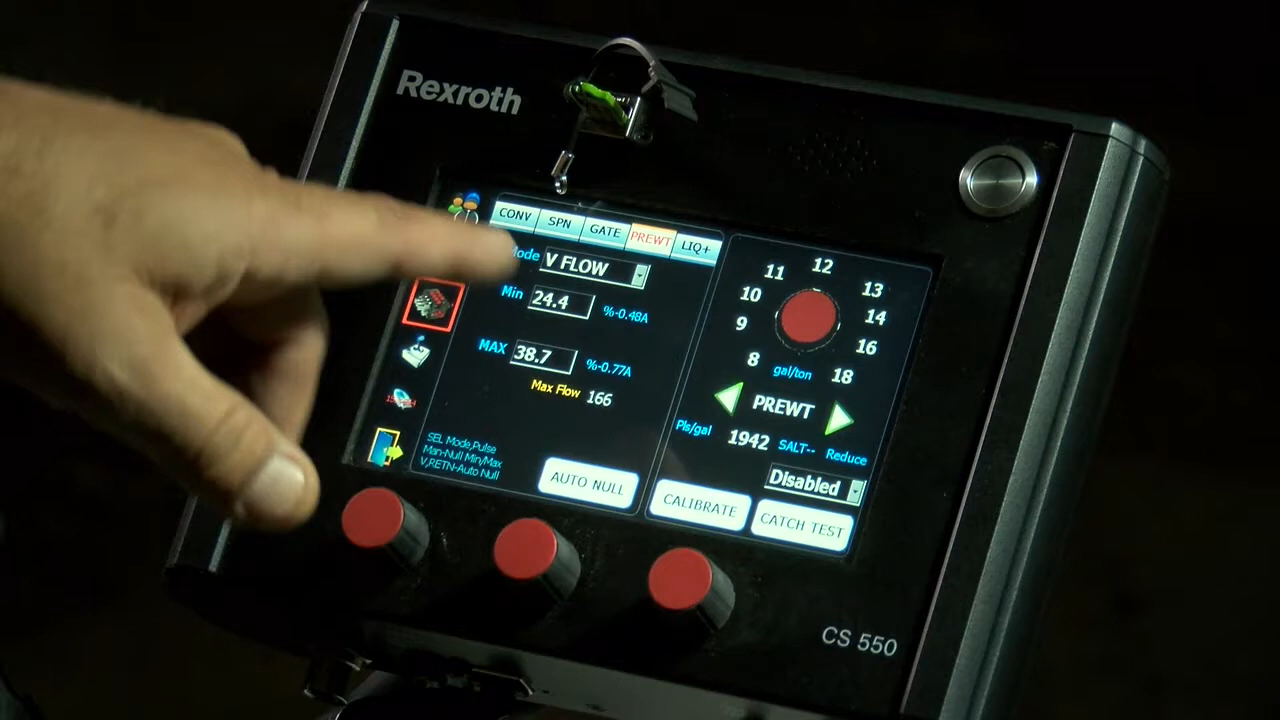 Rexroth
CONV SPN GATE PREWT LIQ+
Mode V FLOW
Min 24.4 %-0.48A
MAX 38.7 %-0.77A
Max Flow 166
SEL Mode,Pulse
Man-Null Min/Max
V,RETN-Auto Null
AUTO NULL
8 9 10 11 12 13 14 16 18
gal/ton
PREWT
Pls/gal 1942 SALT-- Reduce
Disabled
CALIBRATE CATCH TEST
CS 550